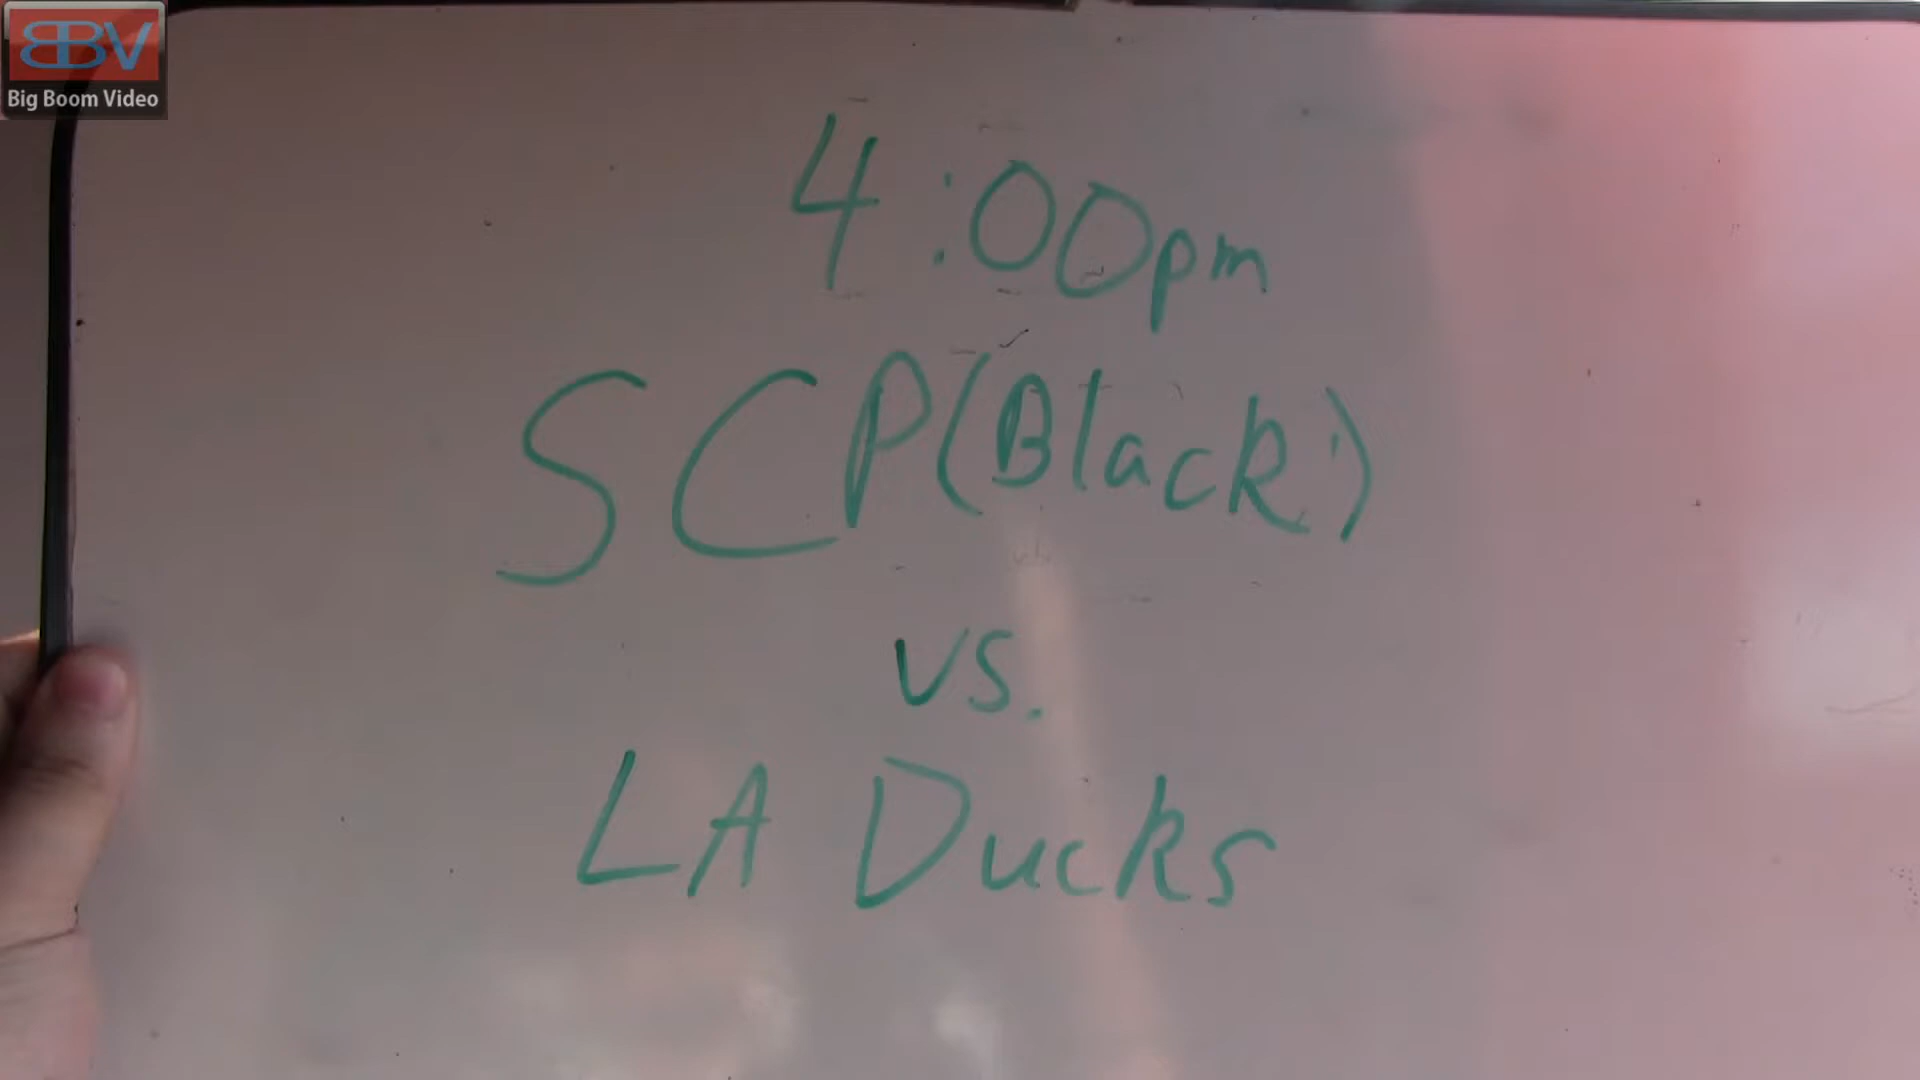 BBV
Big Boom Video
4:00pm
SCP(Black)
vs.
LA Ducks